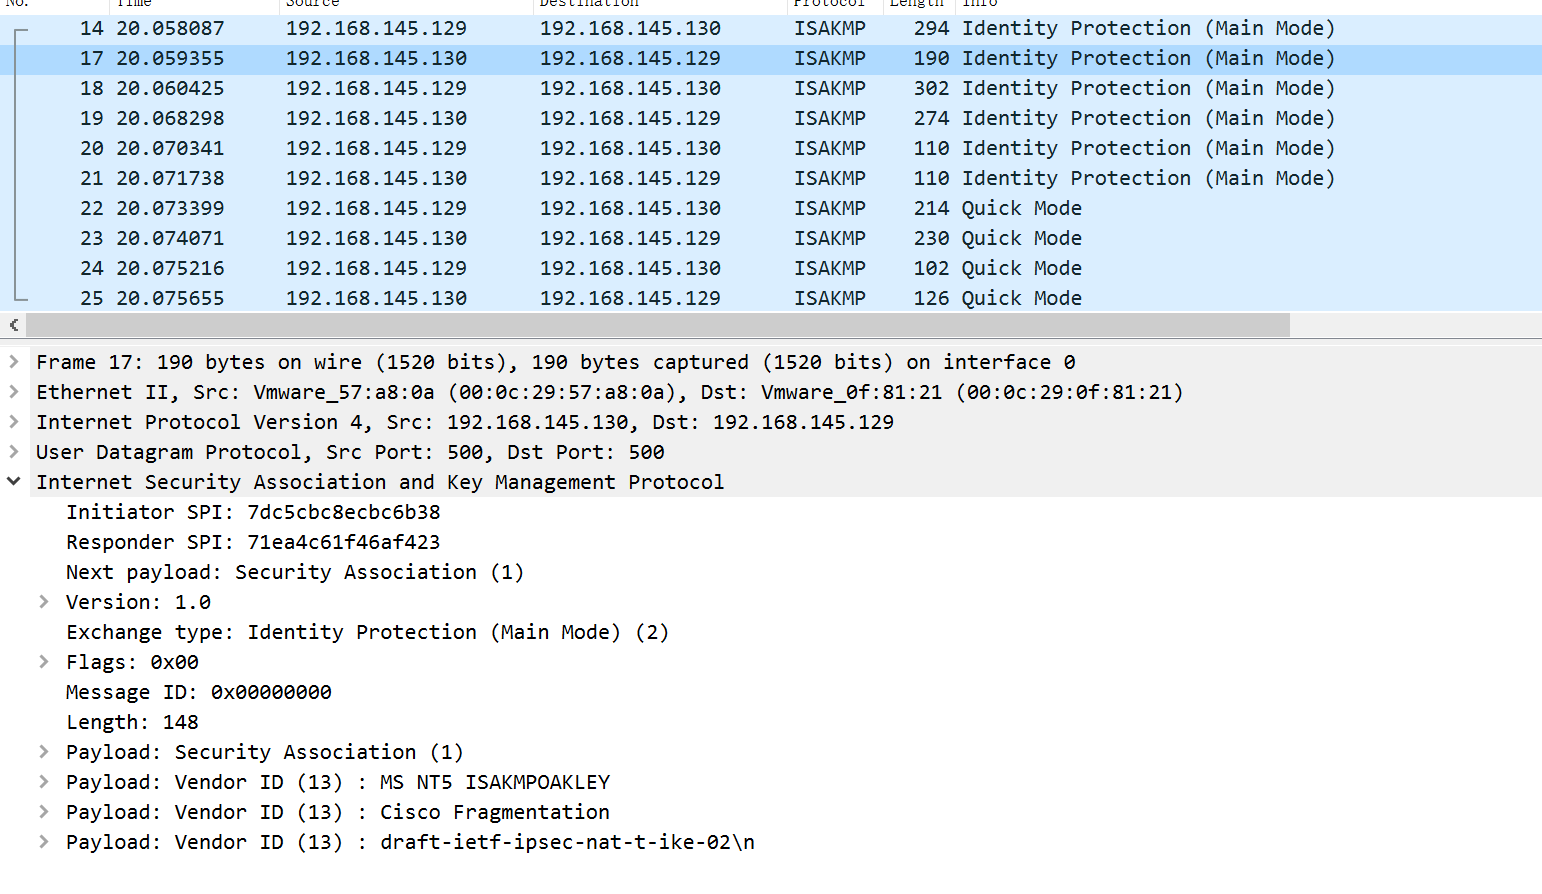 No. Time Source Destination Protocol Length Info
14 20.058087 192.168.145.129 192.168.145.130 ISAKMP 294 Identity Protection (Main Mode)
17 20.059355 192.168.145.130 192.168.145.129 ISAKMP 190 Identity Protection (Main Mode)
18 20.060425 192.168.145.129 192.168.145.130 ISAKMP 302 Identity Protection (Main Mode)
19 20.068298 192.168.145.130 192.168.145.129 ISAKMP 274 Identity Protection (Main Mode)
20 20.070341 192.168.145.129 192.168.145.130 ISAKMP 110 Identity Protection (Main Mode)
21 20.071738 192.168.145.130 192.168.145.129 ISAKMP 110 Identity Protection (Main Mode)
22 20.073399 192.168.145.129 192.168.145.130 ISAKMP 214 Quick Mode
23 20.074071 192.168.145.130 192.168.145.129 ISAKMP 230 Quick Mode
24 20.075216 192.168.145.129 192.168.145.130 ISAKMP 102 Quick Mode
25 20.075655 192.168.145.130 192.168.145.129 ISAKMP 126 Quick Mode
Frame 17: 190 bytes on wire (1520 bits), 190 bytes captured (1520 bits) on interface 0
Ethernet II, Src: Vmware_57:a8:0a (00:0c:29:57:a8:0a), Dst: Vmware_0f:81:21 (00:0c:29:0f:81:21)
Internet Protocol Version 4, Src: 192.168.145.130, Dst: 192.168.145.129
User Datagram Protocol, Src Port: 500, Dst Port: 500
Internet Security Association and Key Management Protocol
Initiator SPI: 7dc5cbc8ecbc6b38
Responder SPI: 71ea4c61f46af423
Next payload: Security Association (1)
Version: 1.0
Exchange type: Identity Protection (Main Mode) (2)
Flags: 0x00
Message ID: 0x00000000
Length: 148
Payload: Security Association (1)
Payload: Vendor ID (13) : MS NT5 ISAKMPOAKLEY
Payload: Vendor ID (13) : Cisco Fragmentation
Payload: Vendor ID (13) : draft-ietf-ipsec-nat-t-ike-02\n